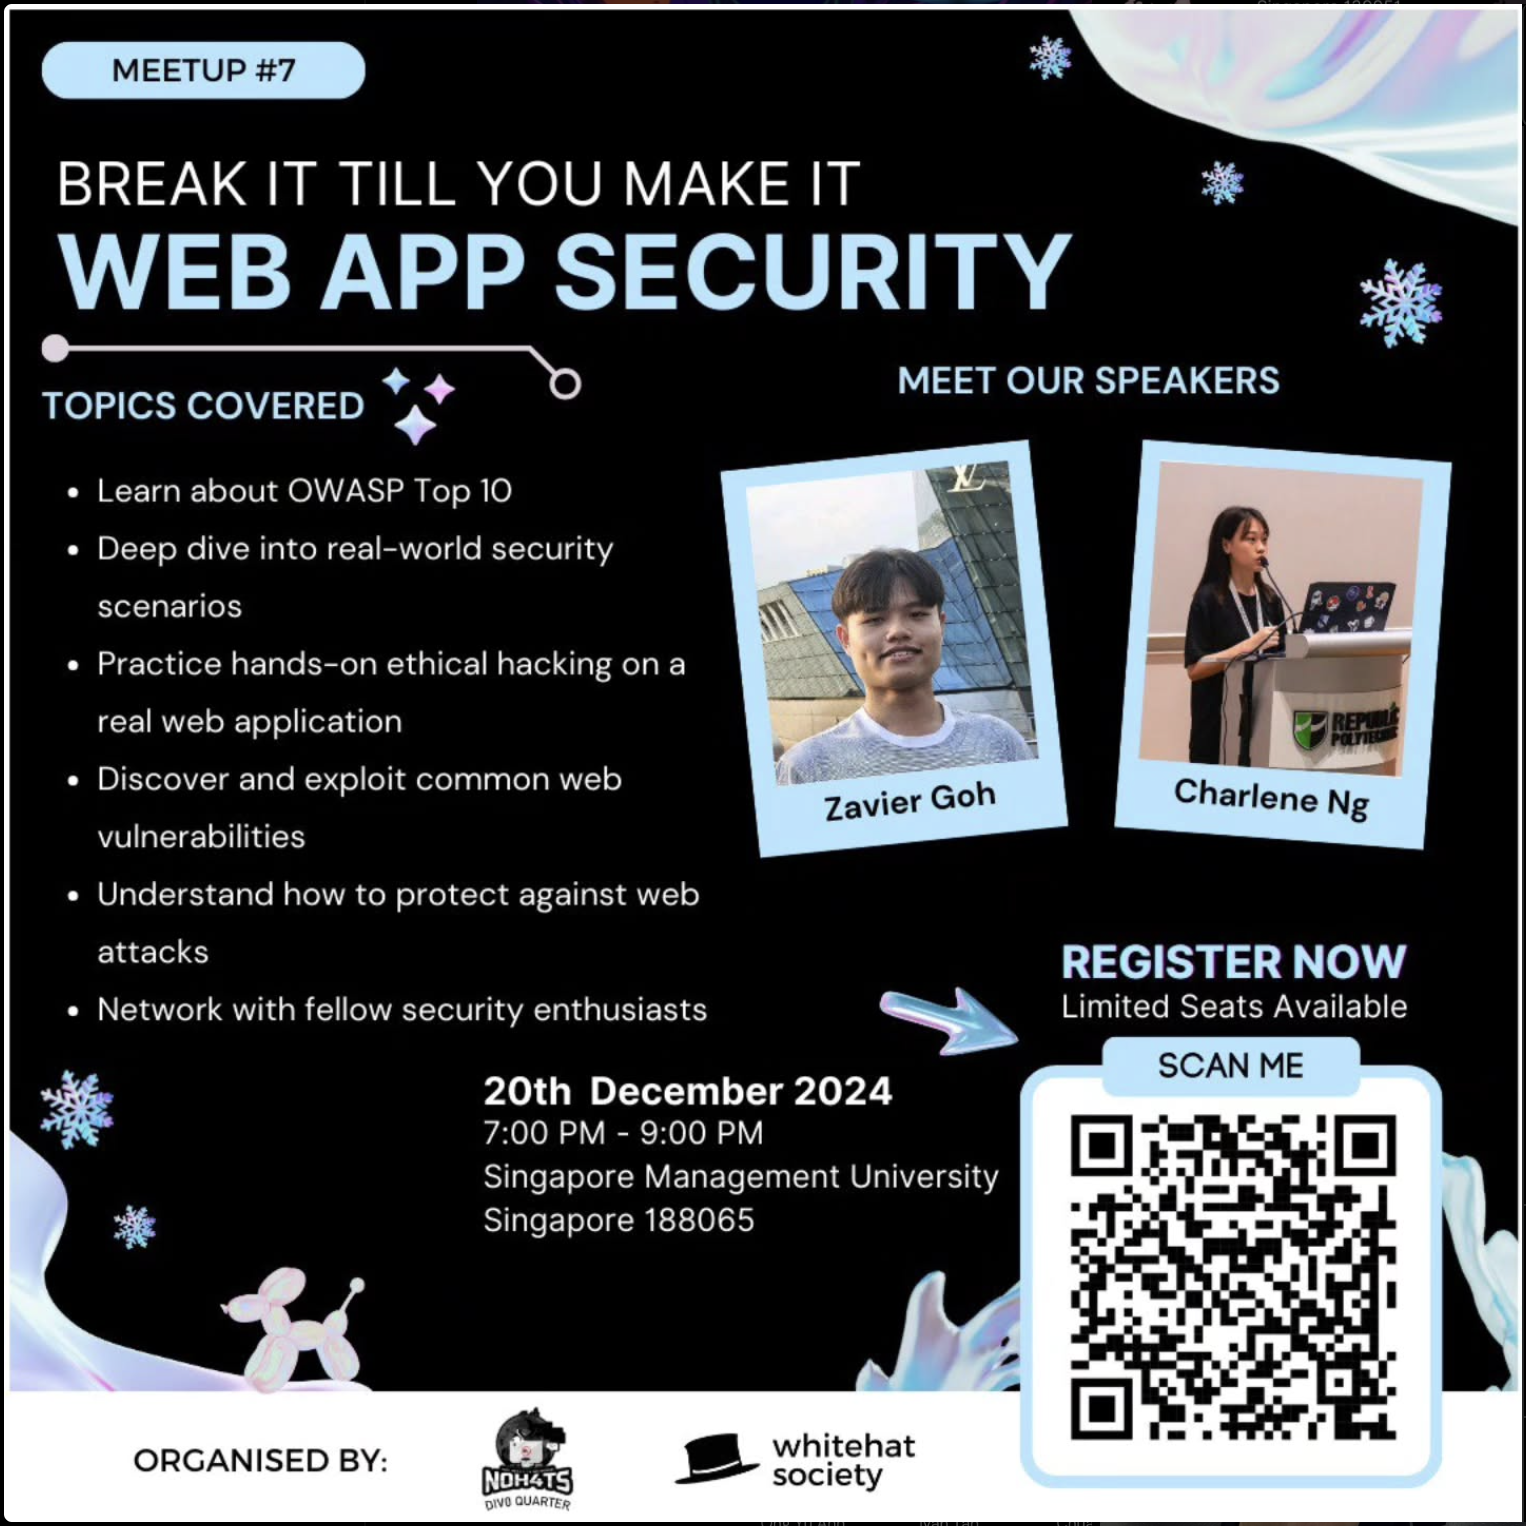 MEETUP #7
BREAK IT TILL YOU MAKE IT
WEB APP SECURITY
TOPICS COVERED
• Learn about OWASP Top 10
• Deep dive into real-world security
scenarios
• Practice hands-on ethical hacking on a
real web application
• Discover and exploit common web
vulnerabilities
• Understand how to protect against web
attacks
• Network with fellow security enthusiasts
MEET OUR SPEAKERS
Zavier Goh
REPUBLIC
POLYTECHNIC
Charlene Ng
REGISTER NOW
Limited Seats Available
SCAN ME
20th December 2024
7:00 PM - 9:00 PM
Singapore Management University
Singapore 188065
ORGANISED BY:
N0H4TS
DIV0 QUARTER
whitehat
society